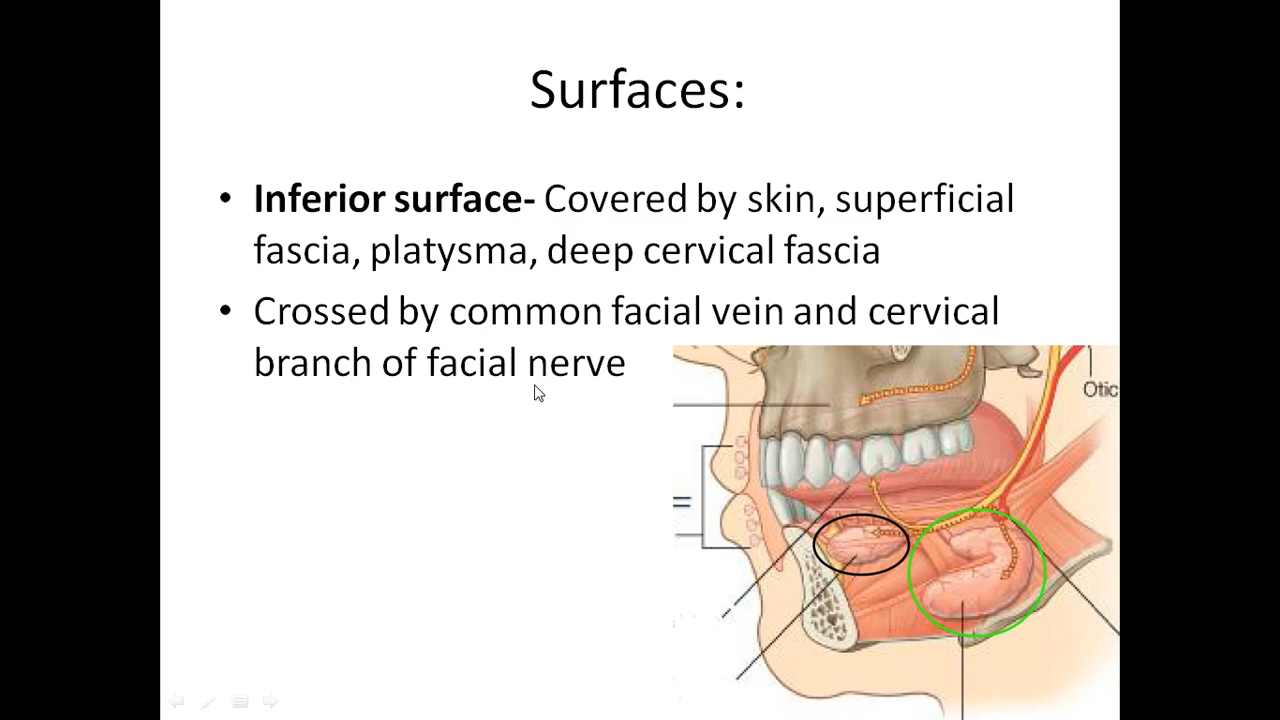 Surfaces:
• Inferior surface- Covered by skin, superficial
fascia, platysma, deep cervical fascia
• Crossed by common facial vein and cervical
branch of facial nerve
Otic
=